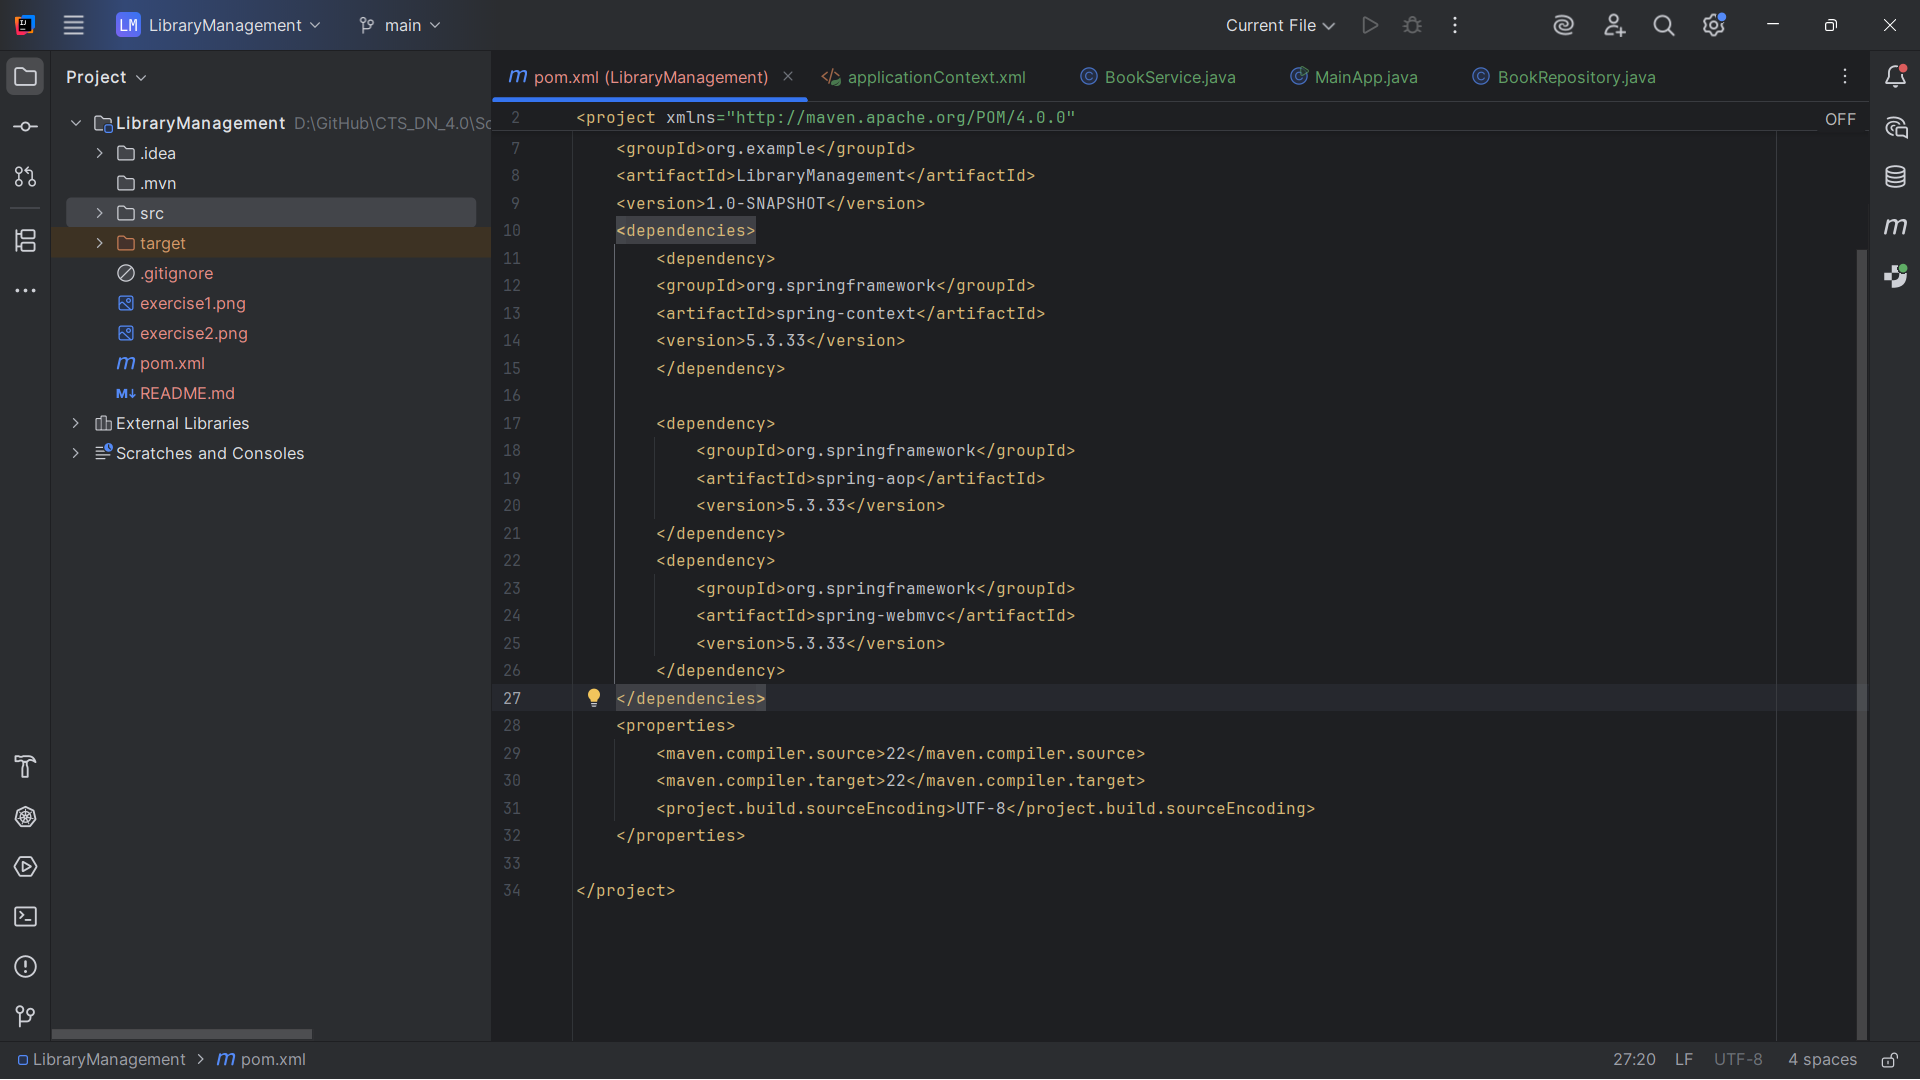 LM LibraryManagement main Current File
Project
LibraryManagement D:\GitHub\CTS_DN_4.0\Sc
.idea
.mvn
src
target
.gitignore
exercise1.png
exercise2.png
m pom.xml
M↓ README.md
External Libraries
Scratches and Consoles
m pom.xml (LibraryManagement) applicationContext.xml BookService.java MainApp.java BookRepository.java
OFF
2 <project xmlns="http://maven.apache.org/POM/4.0.0"
7     <groupId>org.example</groupId>
8     <artifactId>LibraryManagement</artifactId>
9     <version>1.0-SNAPSHOT</version>
10     <dependencies>
11         <dependency>
12         <groupId>org.springframework</groupId>
13         <artifactId>spring-context</artifactId>
14         <version>5.3.33</version>
15         </dependency>
16
17         <dependency>
18             <groupId>org.springframework</groupId>
19             <artifactId>spring-aop</artifactId>
20             <version>5.3.33</version>
21         </dependency>
22         <dependency>
23             <groupId>org.springframework</groupId>
24             <artifactId>spring-webmvc</artifactId>
25             <version>5.3.33</version>
26         </dependency>
27     </dependencies>
28     <properties>
29         <maven.compiler.source>22</maven.compiler.source>
30         <maven.compiler.target>22</maven.compiler.target>
31         <project.build.sourceEncoding>UTF-8</project.build.sourceEncoding>
32     </properties>
33
34 </project>
LibraryManagement > m pom.xml 27:20 LF UTF-8 4 spaces